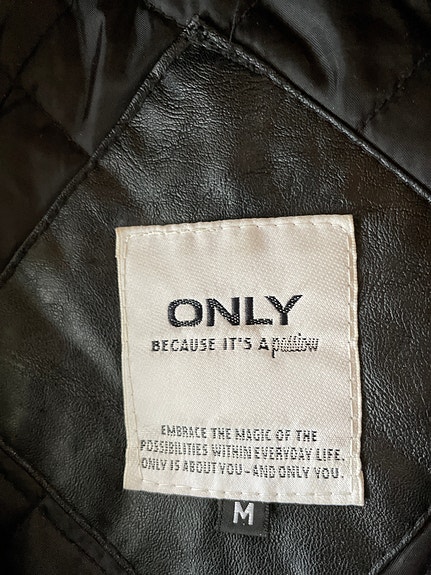 ONLY
BECAUSE IT'S A passion
EMBRACE THE MAGIC OF THE
POSSIBILITIES WITHIN EVERYDAY LIFE.
ONLY IS ABOUT YOU - AND ONLY YOU.
M